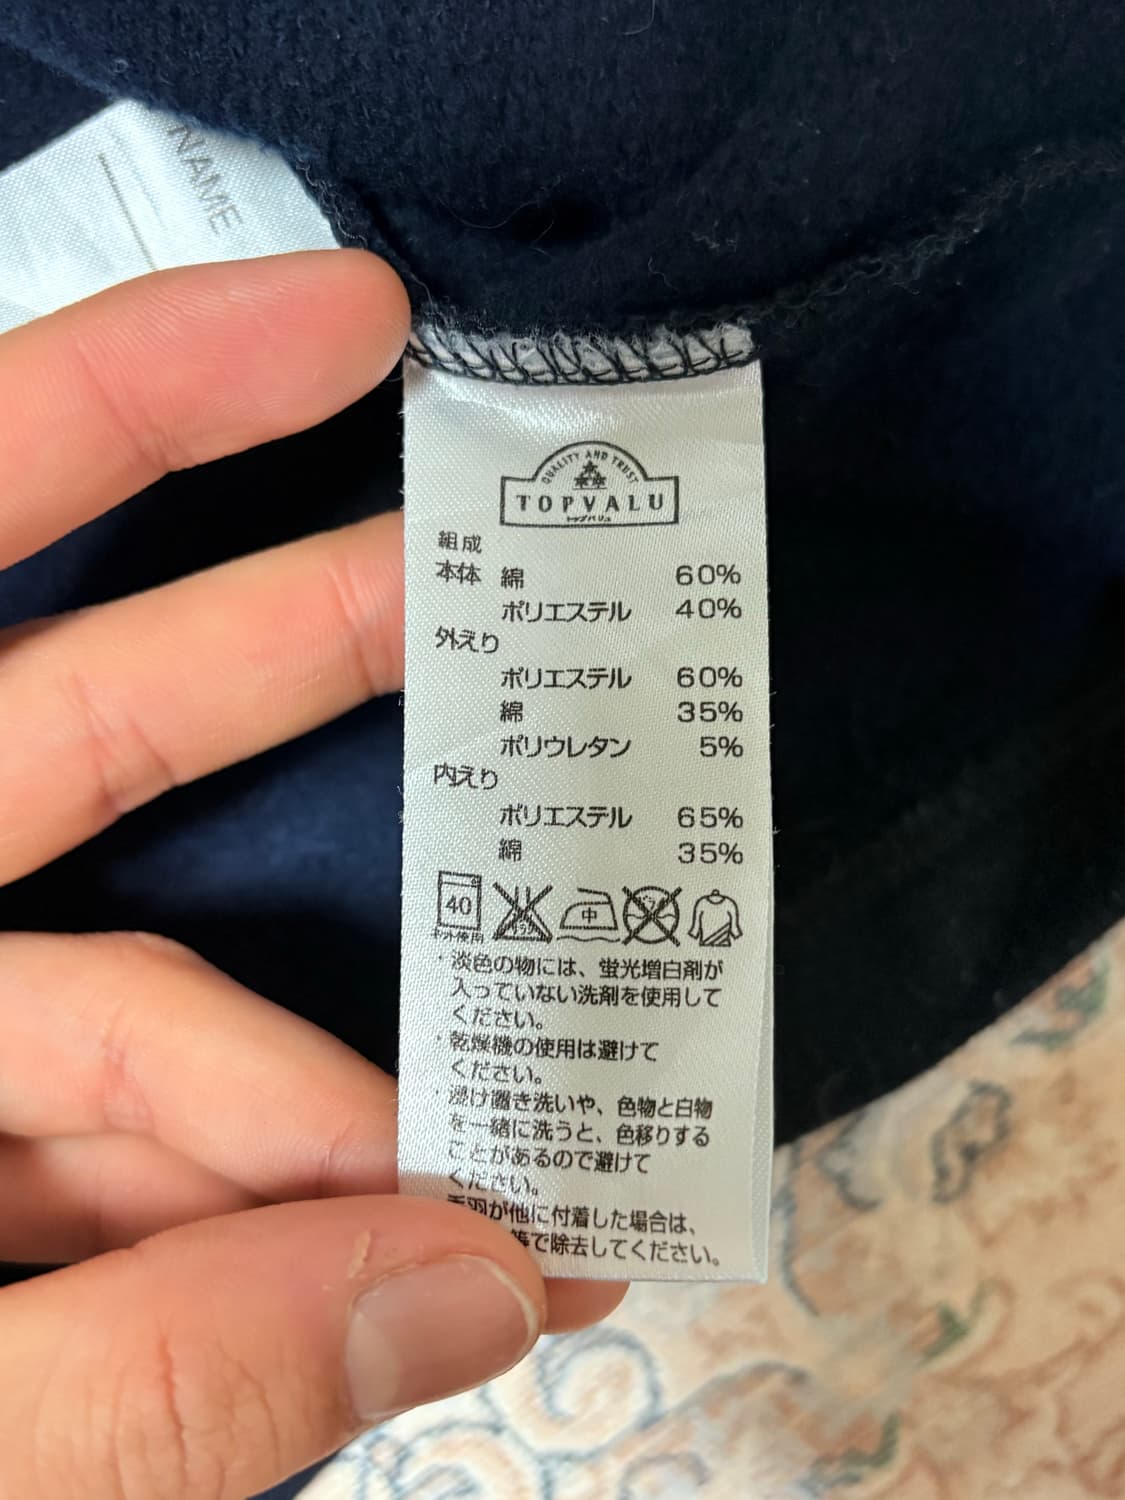 NAME
QUALITY AND TRUST
TOPVALU
トップバリュ
組成
本体 綿 60%
ポリエステル 40%
外えり
ポリエステル 60%
綿 35%
ポリウレタン 5%
内えり
ポリエステル 65%
綿 35%
40 中
ネット使用
・淡色の物には、蛍光増白剤が
入っていない洗剤を使用して
ください。
・乾燥機の使用は避けて
ください。
・浸け置き洗いや、色物と白物
を一緒に洗うと、色移りする
ことがあるので避けて
ください。
毛羽が他に付着した場合は、
等で除去してください。